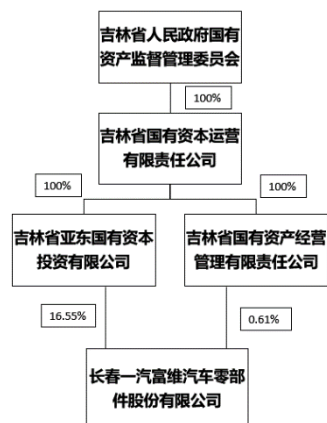 吉林省人民政府国有
资产监督管理委员会
100%
吉林省国有资本运营
有限责任公司
100%
100%
吉林省亚东国有资本
投资有限公司
吉林省国有资产经营
管理有限责任公司
16.55%
0.61%
长春一汽富维汽车零部
件股份有限公司